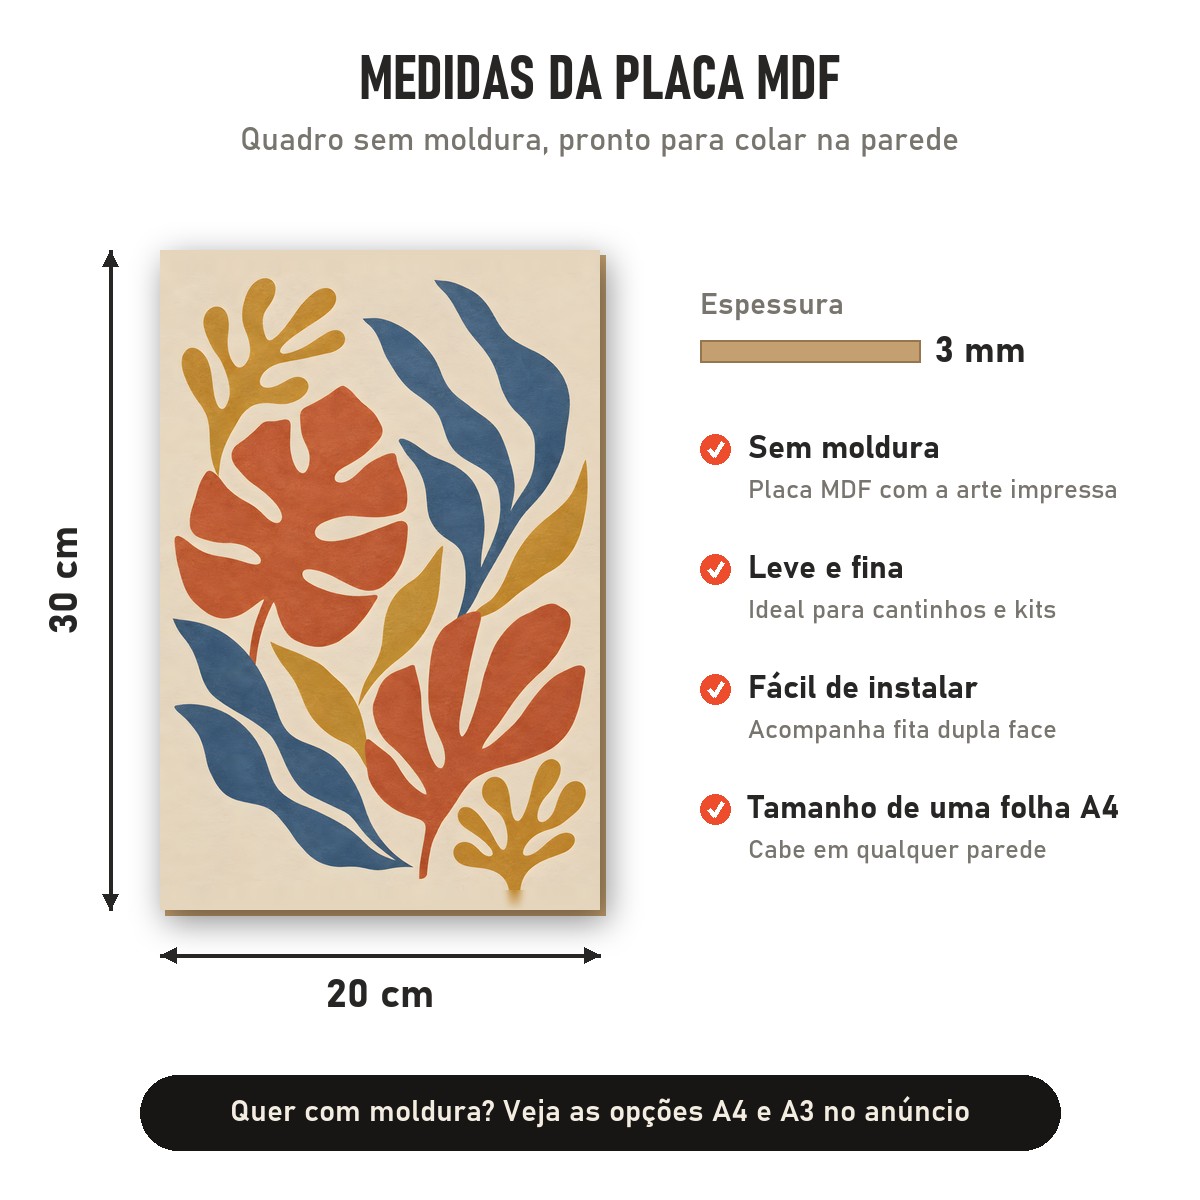 MEDIDAS DA PLACA MDF
Quadro sem moldura, pronto para colar na parede
30 cm
20 cm
Espessura
3 mm
Sem moldura
Placa MDF com a arte impressa
Leve e fina
Ideal para cantinhos e kits
Fácil de instalar
Acompanha fita dupla face
Tamanho de uma folha A4
Cabe em qualquer parede
Quer com moldura? Veja as opções A4 e A3 no anúncio